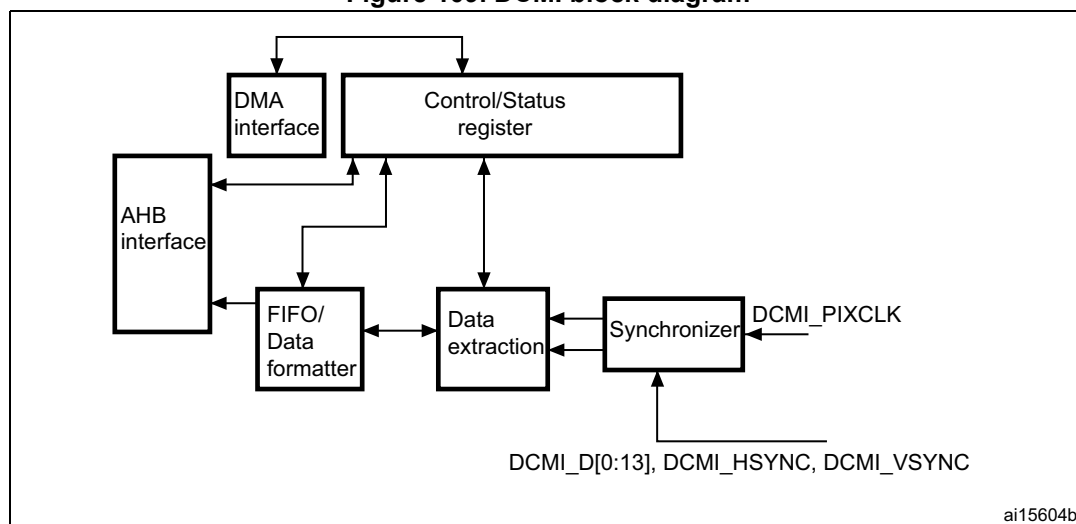 DMA
interface
Control/Status
register
AHB
interface
FIFO/
Data
formatter
Data
extraction
Synchronizer
DCMI_PIXCLK
DCMI_D[0:13], DCMI_HSYNC, DCMI_VSYNC
ai15604b